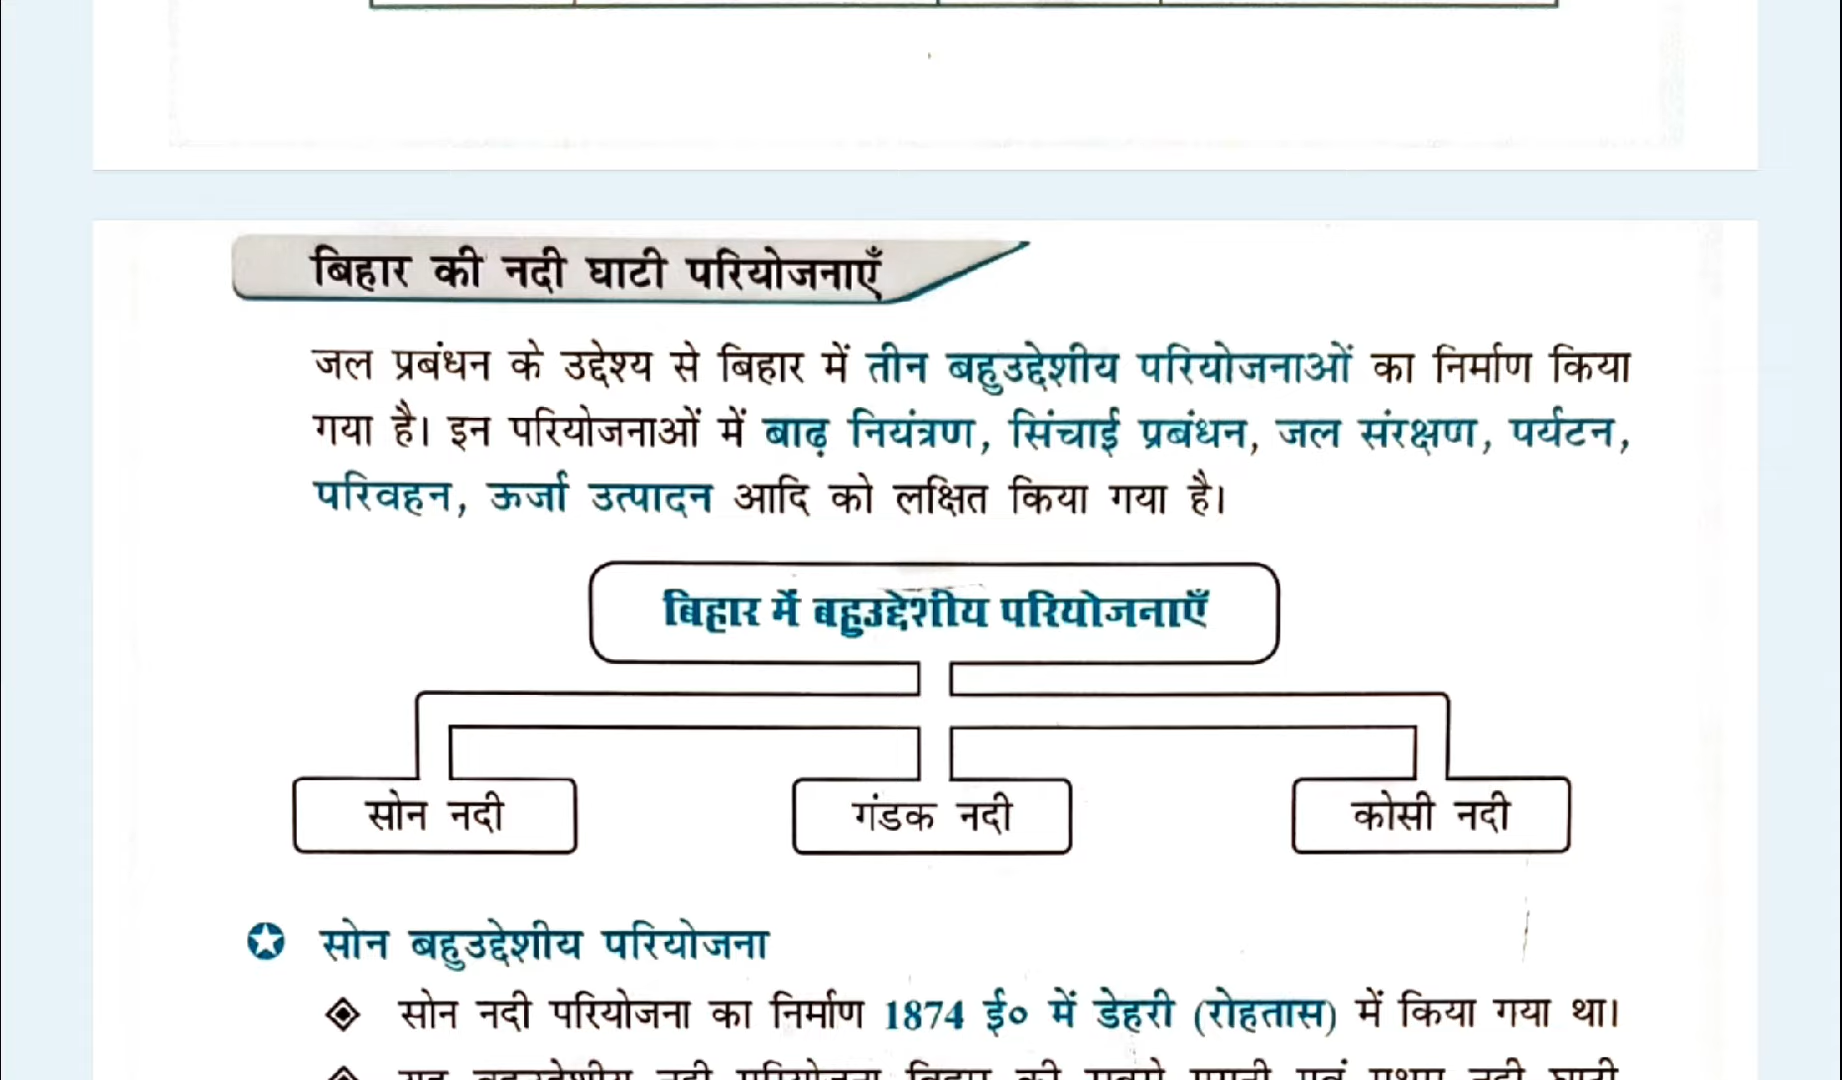 बिहार की नदी घाटी परियोजनाएँ
जल प्रबंधन के उद्देश्य से बिहार में तीन बहुउद्देशीय परियोजनाओं का निर्माण किया
गया है। इन परियोजनाओं में बाढ़ नियंत्रण, सिंचाई प्रबंधन, जल संरक्षण, पर्यटन,
परिवहन, ऊर्जा उत्पादन आदि को लक्षित किया गया है।
बिहार में बहुउद्देशीय परियोजनाएँ
सोन नदी
गंडक नदी
कोसी नदी
सोन बहुउद्देशीय परियोजना
सोन नदी परियोजना का निर्माण 1874 ई० में डेहरी (रोहतास) में किया गया था।